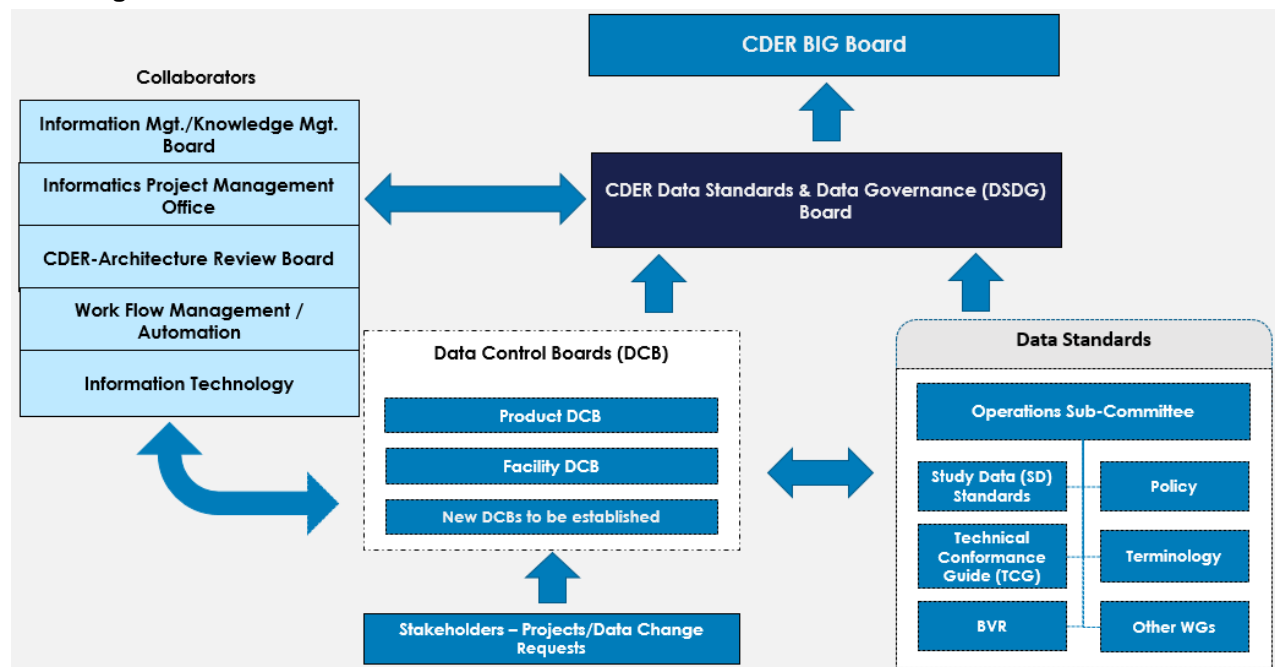 CDER BIG Board
Collaborators
Information Mgt./Knowledge Mgt.
Board
Informatics Project Management
Office
CDER-Architecture Review Board
Work Flow Management /
Automation
Information Technology
CDER Data Standards & Data Governance (DSDG)
Board
Data Control Boards (DCB)
Product DCB
Facility DCB
New DCBs to be established
Stakeholders – Projects/Data Change
Requests
Data Standards
Operations Sub-Committee
Study Data (SD)
Standards
Policy
Technical
Conformance
Guide (TCG)
Terminology
BVR
Other WGs